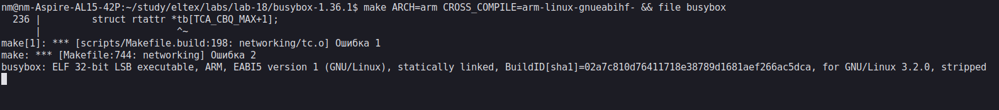 nm@nm-Aspire-AL15-42P:~/study/eltex/labs/lab-18/busybox-1.36.1$ make ARCH=arm CROSS_COMPILE=arm-linux-gnueabihf- && file busybox
  236 |         struct rtattr *tb[TCA_CBQ_MAX+1];
      |                        ^~
make[1]: *** [scripts/Makefile.build:198: networking/tc.o] Ошибка 1
make: *** [Makefile:744: networking] Ошибка 2
busybox: ELF 32-bit LSB executable, ARM, EABI5 version 1 (GNU/Linux), statically linked, BuildID[sha1]=02a7c810d76411718e38789d1681aef266ac5dca, for GNU/Linux 3.2.0, stripped